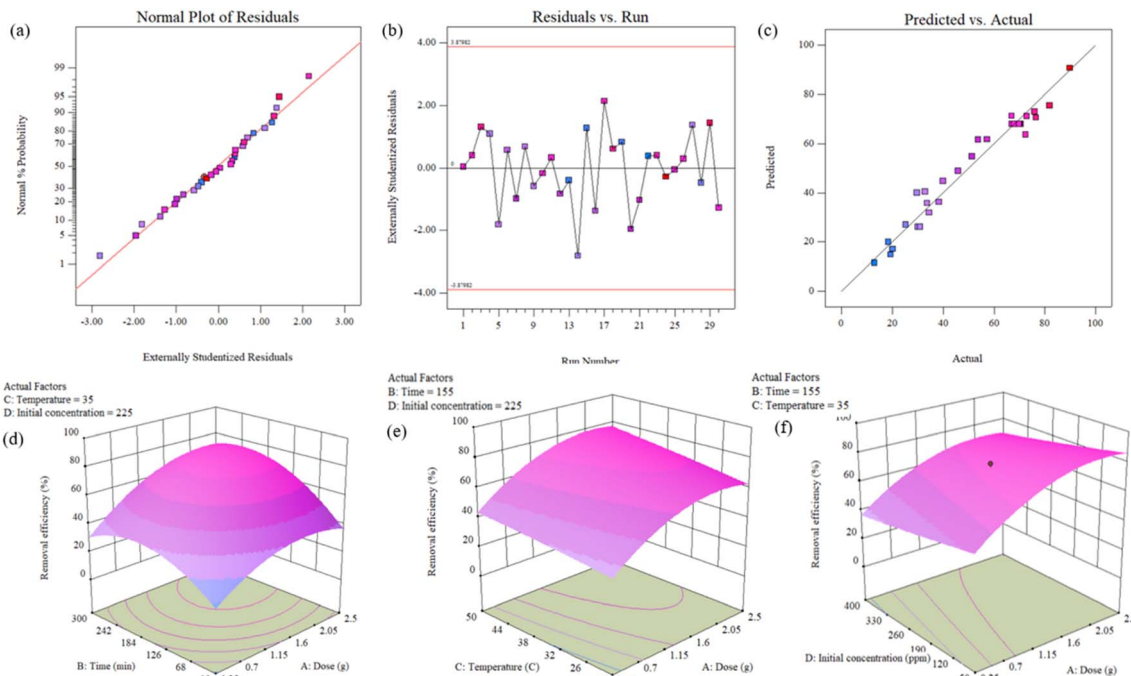 (a)
Normal Plot of Residuals
Normal % Probability
99
95
90
80
70
50
30
20
10
5
1
-3.00 -2.00 -1.00 0.00 1.00 2.00 3.00
Externally Studentized Residuals
(b)
Residuals vs. Run
Externally Studentized Residuals
4.00
3.87982
2.00
0.00
0
-2.00
-3.87982
-4.00
1 5 9 13 17 21 25 29
Run Number
(c)
Predicted vs. Actual
Predicted
100
80
60
40
20
0
0 20 40 60 80 100
Actual
Actual Factors
C: Temperature = 35
D: Initial concentration = 225
(d)
Removal efficiency (%)
100
80
60
40
20
0
300
242
184
126
68
B: Time (min)
2.5
2.05
1.6
1.15
0.7
A: Dose (g)
Actual Factors
B: Time = 155
D: Initial concentration = 225
(e)
Removal efficiency (%)
100
80
60
40
20
0
50
44
38
32
26
C: Temperature (C)
2.5
2.05
1.6
1.15
0.7
A: Dose (g)
Actual Factors
B: Time = 155
C: Temperature = 35
(f)
Removal efficiency (%)
100
80
60
40
20
0
400
330
260
190
120
D: Initial concentration (ppm)
2.05
1.6
1.15
0.7
A: Dose (g)